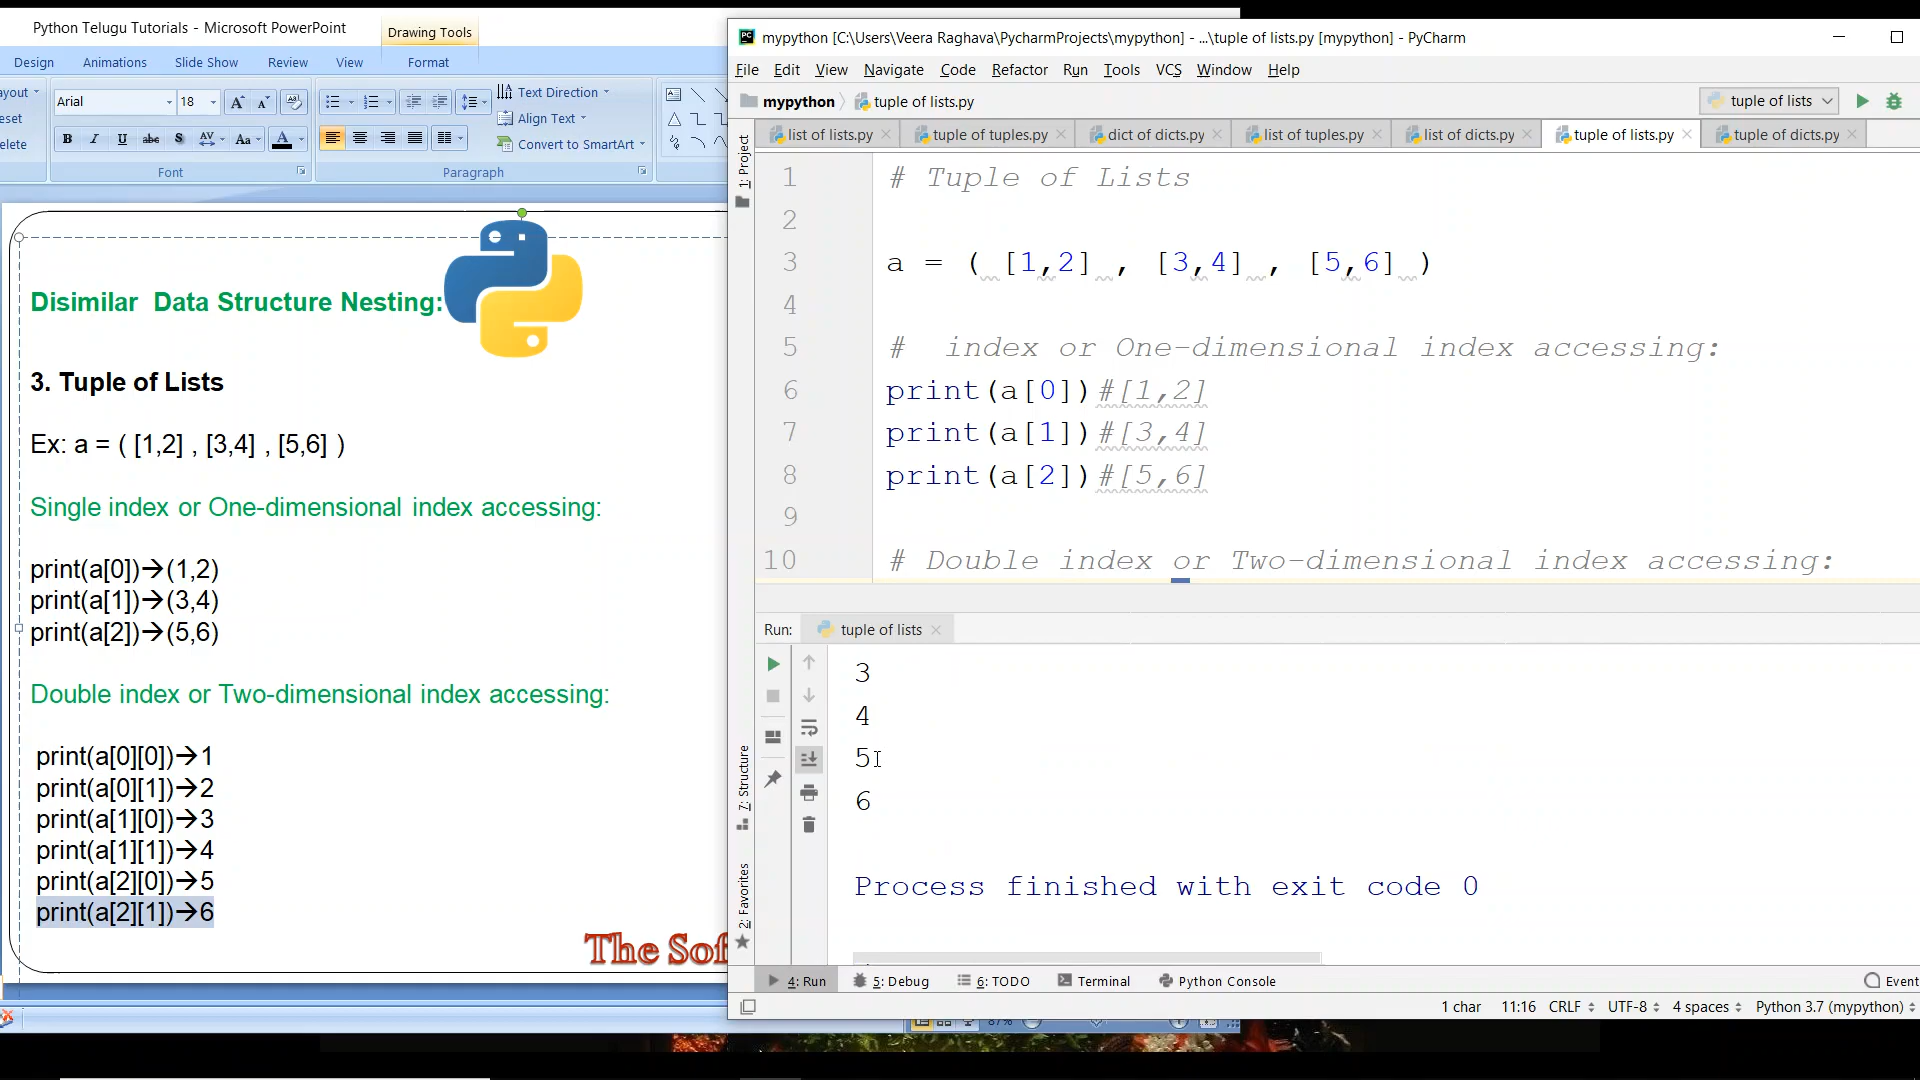 Python Telugu Tutorials - Microsoft PowerPoint
Drawing Tools
Design Animations Slide Show Review View Format
ayout
Arial 18
Text Direction
eset
Align Text
elete
B I U abc S AV Aa A
Convert to SmartArt
Font
Paragraph
Disimilar Data Structure Nesting:
3. Tuple of Lists
Ex: a = ( [1,2] , [3,4] , [5,6] )
Single index or One-dimensional index accessing:
print(a[0])→(1,2)
print(a[1])→(3,4)
print(a[2])→(5,6)
Double index or Two-dimensional index accessing:
print(a[0][0])→1
print(a[0][1])→2
print(a[1][0])→3
print(a[1][1])→4
print(a[2][0])→5
print(a[2][1])→6
The Sof
87%
PC mypython [C:\Users\Veera Raghava\PycharmProjects\mypython] - ...\tuple of lists.py [mypython] - PyCharm
File Edit View Navigate Code Refactor Run Tools VCS Window Help
mypython tuple of lists.py
tuple of lists
list of lists.py tuple of tuples.py dict of dicts.py list of tuples.py list of dicts.py tuple of lists.py tuple of dicts.py
1: Project
1 # Tuple of Lists
2
3 a = ( [1,2] , [3,4] , [5,6] )
4
5 # index or One-dimensional index accessing:
6 print(a[0])#[1,2]
7 print(a[1])#[3,4]
8 print(a[2])#[5,6]
9
10 # Double index or Two-dimensional index accessing:
Run: tuple of lists
3
4
5
6
Process finished with exit code 0
7: Structure
2: Favorites
4: Run 5: Debug 6: TODO Terminal Python Console Event
1 char 11:16 CRLF UTF-8 4 spaces Python 3.7 (mypython)